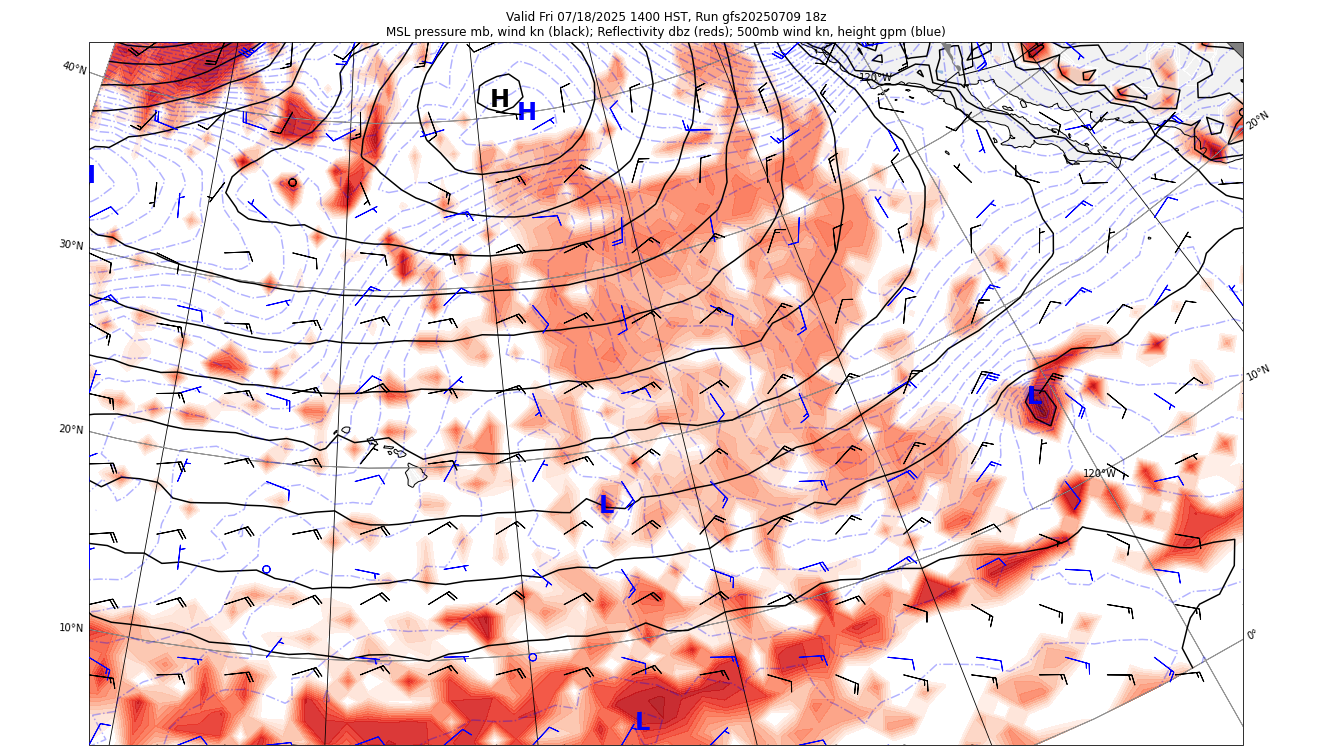 Valid Fri 07/18/2025 1400 HST, Run gfs20250709 18z
MSL pressure mb, wind kn (black); Reflectivity dbz (reds); 500mb wind kn, height gpm (blue)
40°N
120°W
H
H
20°N
30°N
10°N
L
20°N
120°W
L
10°N
0°
L